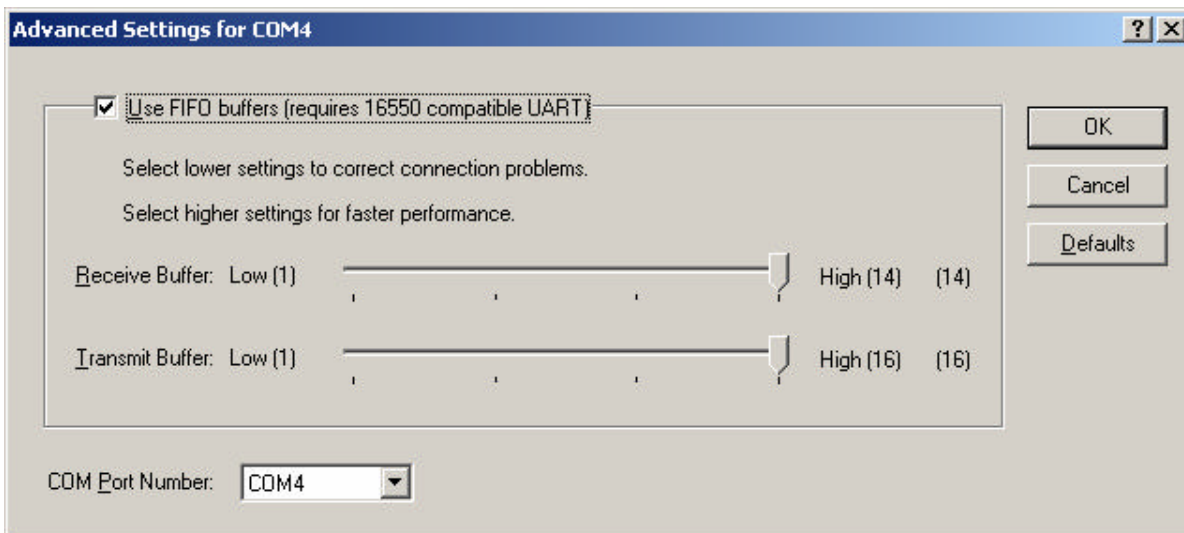 Advanced Settings for COM4
? X
Use FIFO buffers (requires 16550 compatible UART)
OK
Select lower settings to correct connection problems.
Cancel
Select higher settings for faster performance.
Defaults
Receive Buffer: Low (1) High (14) (14)
Transmit Buffer: Low (1) High (16) (16)
COM Port Number: COM4